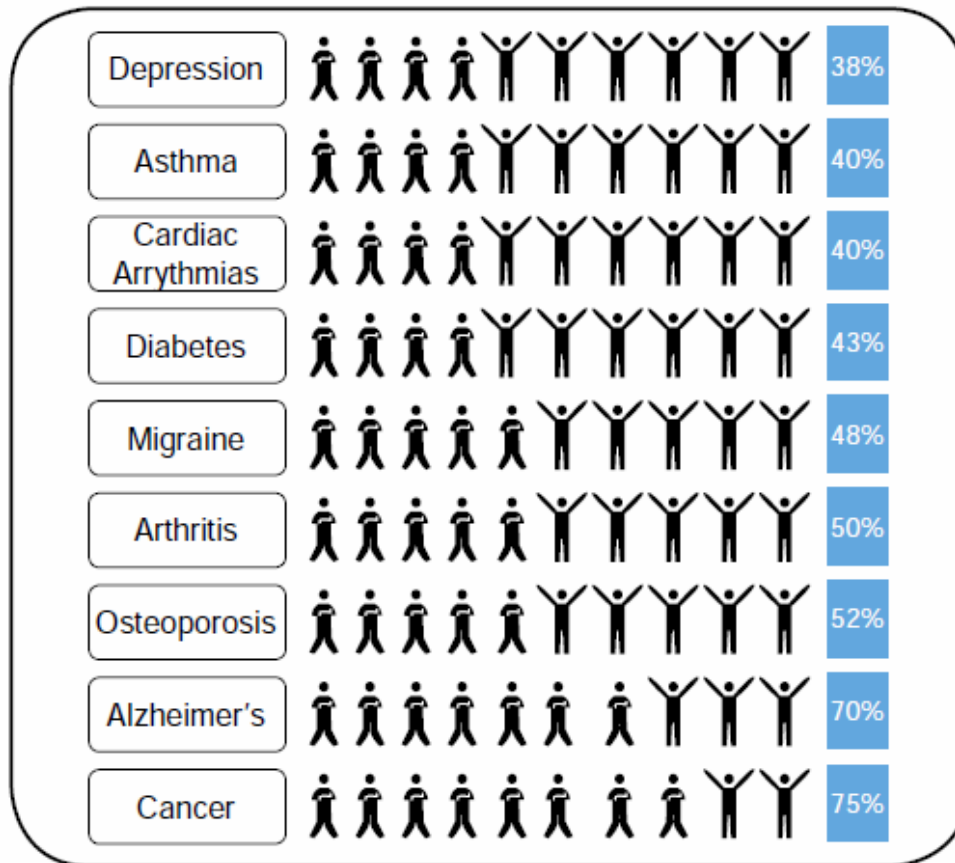 Depression 38%
Asthma 40%
Cardiac
Arrythmias 40%
Diabetes 43%
Migraine 48%
Arthritis 50%
Osteoporosis 52%
Alzheimer's 70%
Cancer 75%